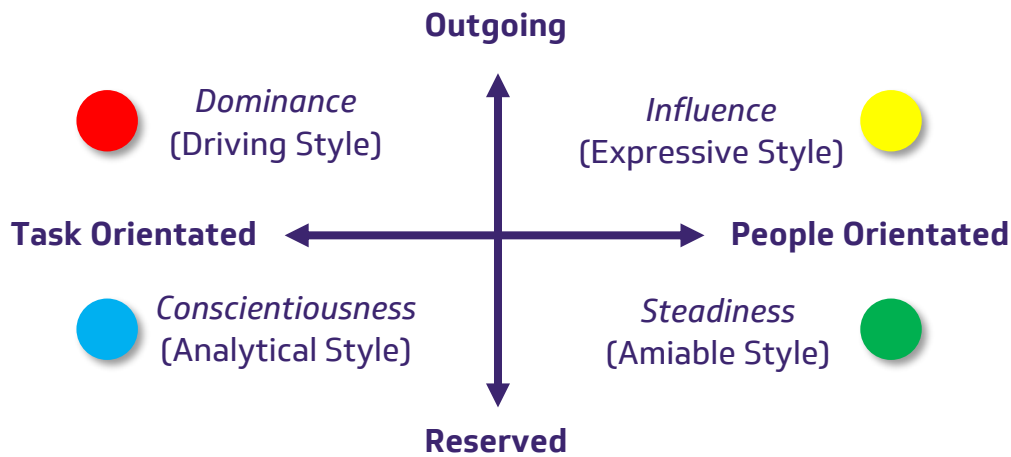 Outgoing
Dominance
(Driving Style)
Influence
(Expressive Style)
Task Orientated
People Orientated
Conscientiousness
(Analytical Style)
Steadiness
(Amiable Style)
Reserved